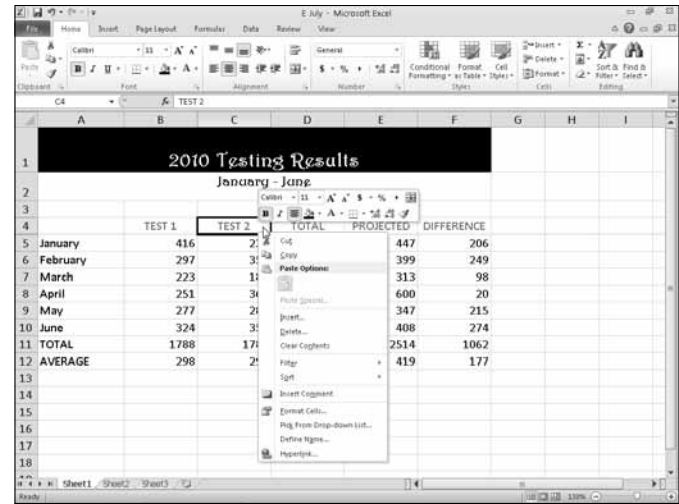 E July - Microsoft Excel
File Home Insert Page Layout Formulas Data Review View
Paste
Calibri 11 A A
B I U A
General
$ % ,
Conditional Formatting Format as Table Cell Styles
Insert
Delete
Format
Sort & Filter Find & Select
Clipboard Font Alignment Number Styles Cells Editing
C4 fx TEST 2
A B C D E F G H I
1 2010 Testing Results
2 January - June
Calibri 11 A A $ % ,
B I A
3
4 TEST 1 TEST 2 TOTAL PROJECTED DIFFERENCE
5 January 416 447 206
6 February 297 399 249
7 March 223 313 98
8 April 251 600 20
9 May 277 347 215
10 June 324 408 274
11 TOTAL 1788 2514 1062
12 AVERAGE 298 419 177
13
14
15
16
17
18
Cut
Copy
Paste Options:
Paste Special...
Insert...
Delete...
Clear Contents
Filter
Sort
Insert Comment
Format Cells...
Pick From Drop-down List...
Define Name...
Hyperlink...
Sheet1 Sheet2 Sheet3
Ready 130%